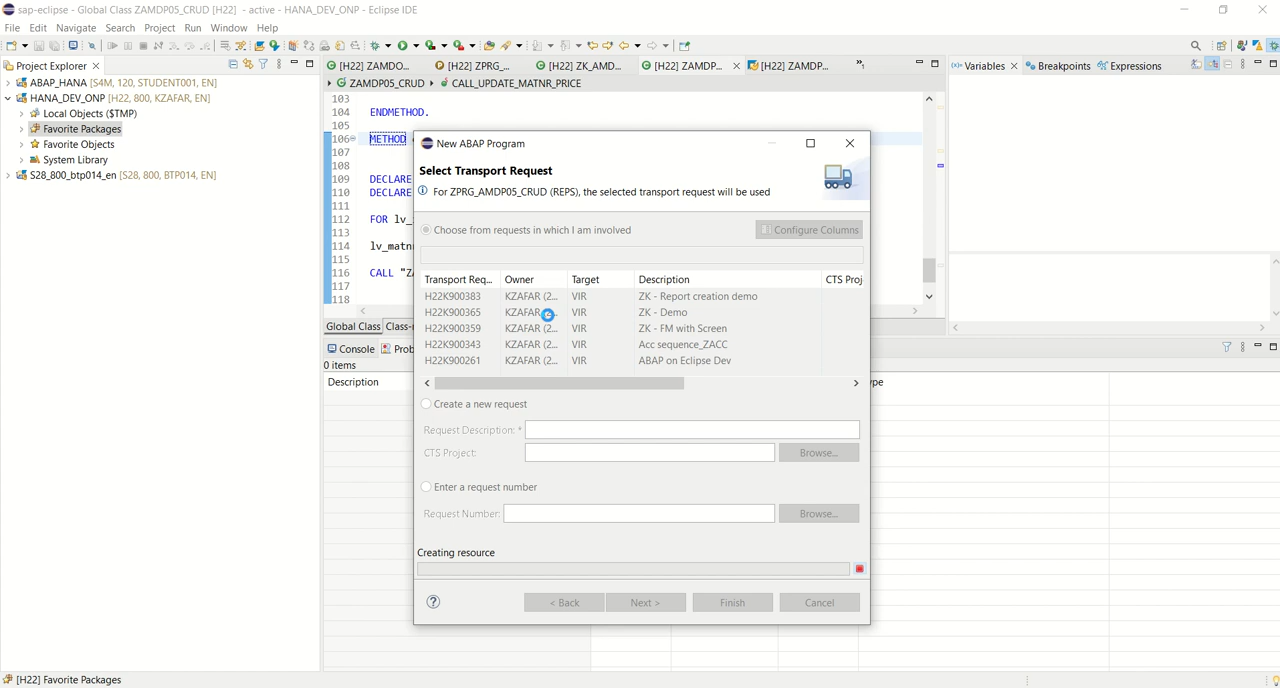 sap-eclipse - Global Class ZAMDP05_CRUD [H22] - active - HANA_DEV_ONP - Eclipse IDE
File Edit Navigate Search Project Run Window Help
Project Explorer
ABAP_HANA [S4M, 120, STUDENT001, EN]
HANA_DEV_ONP [H22, 800, KZAFAR, EN]
Local Objects ($TMP)
Favorite Packages
Favorite Objects
System Library
S28_800_btp014_en [S28, 800, BTP014, EN]
[H22] ZAMDO... [H22] ZPRG_... [H22] ZK_AMD... [H22] ZAMDP... [H22] ZAMDP...
ZAMDP05_CRUD CALL_UPDATE_MATNR_PRICE
103
104 ENDMETHOD.
105
106 METHOD
107
108
109 DECLARE
110 DECLARE
111
112 FOR lv_
113
114 lv_matnr
115
116 CALL "Z
117
118
Global Class Class-
Console Prob
0 items
Description
ype
Variables Breakpoints Expressions
New ABAP Program
Select Transport Request
For ZPRG_AMDP05_CRUD (REPS), the selected transport request will be used
Choose from requests in which I am involved Configure Columns
Transport Req... Owner Target Description CTS Proj
H22K900383 KZAFAR (2... VIR ZK - Report creation demo
H22K900365 KZAFAR VIR ZK - Demo
H22K900359 KZAFAR (2... VIR ZK - FM with Screen
H22K900343 KZAFAR (2... VIR Acc sequence_ZACC
H22K900261 KZAFAR (2... VIR ABAP on Eclipse Dev
Create a new request
Request Description: *
CTS Project: Browse...
Enter a request number
Request Number: Browse...
Creating resource
< Back Next > Finish Cancel
[H22] Favorite Packages